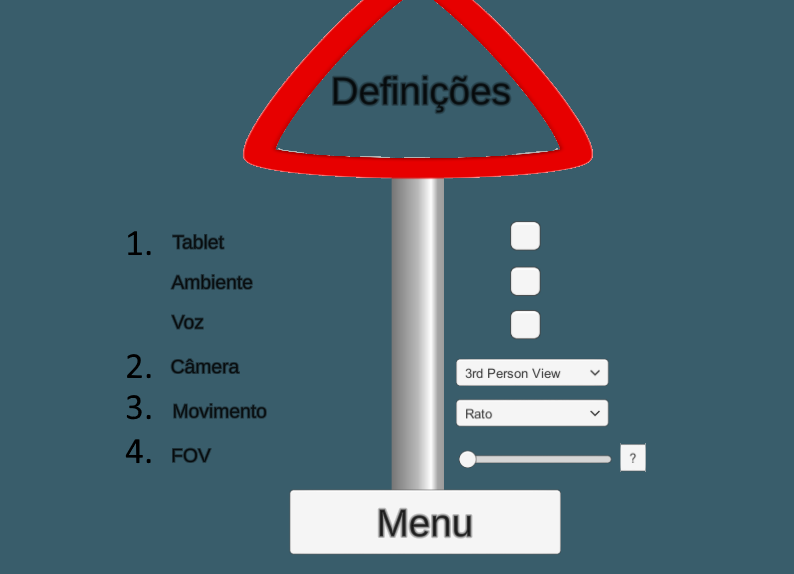 Definições
1. Tablet
Ambiente
Voz
2. Câmera 3rd Person View
3. Movimento Rato
4. FOV ?
Menu